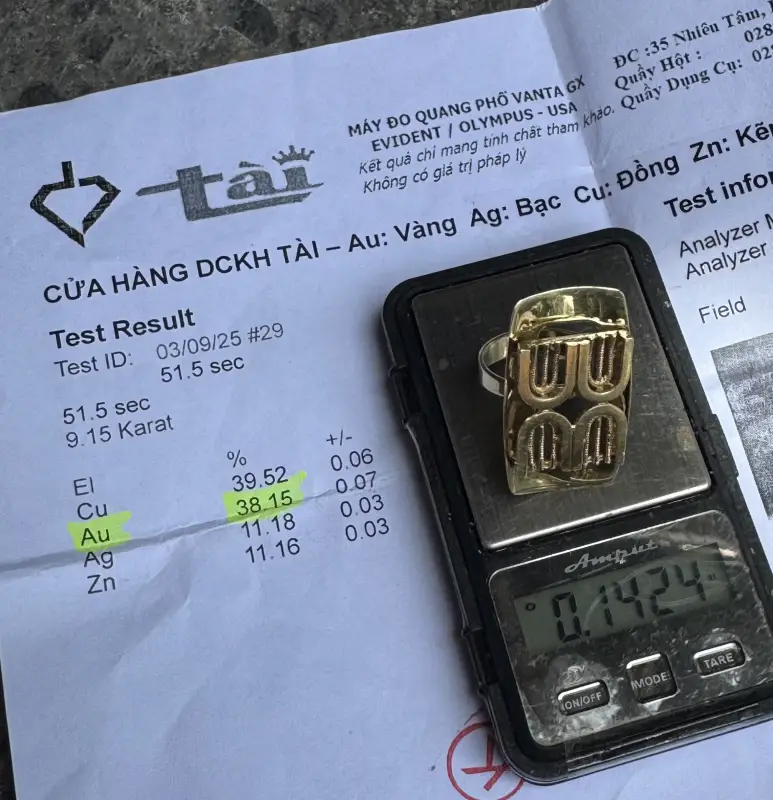 ĐC :35 Nhiêu Tâm,
Quầy Hột : 028
Quầy Dụng Cụ: 02
MÁY ĐO QUANG PHỔ VANTA GX
EVIDENT / OLYMPUS - USA
Kết quả chỉ mang tính chất tham khảo.
Không có giá trị pháp lý
tài
CỬA HÀNG DCKH TÀI – Au: Vàng Ag: Bạc Cu: Đồng Zn: Kẽ
Test Result
Test ID: 03/09/25 #29
51.5 sec
51.5 sec
9.15 Karat
El % +/-
Cu 39.52 0.06
Au 38.15 0.07
Ag 11.18 0.03
Zn 11.16 0.03
Test infor
Analyzer
Analyzer
Field
Amput
0.1424
ON/OFF
MODE
TARE